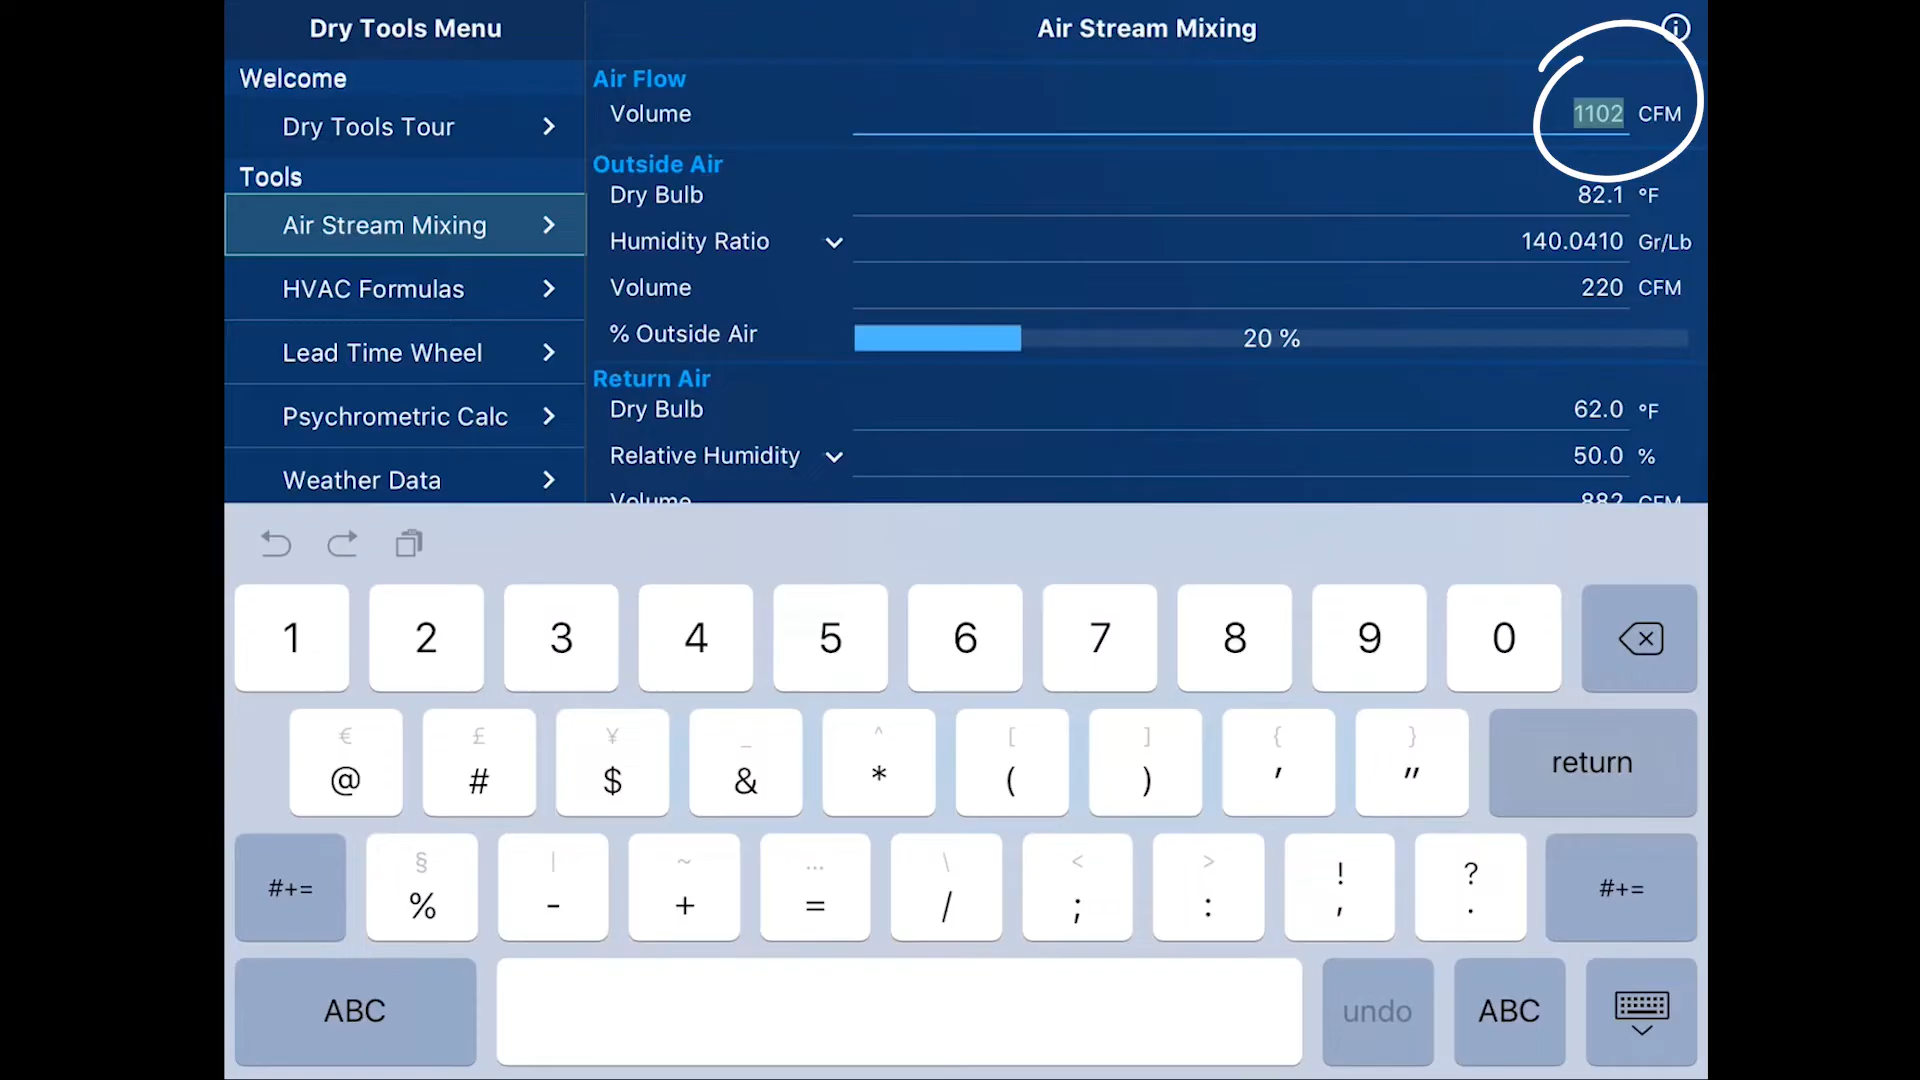 Dry Tools Menu
Air Stream Mixing
Welcome
Dry Tools Tour
Tools
Air Stream Mixing
HVAC Formulas
Lead Time Wheel
Psychrometric Calc
Weather Data
Air Flow
Volume 1102 CFM
Outside Air
Dry Bulb 82.1 °F
Humidity Ratio 140.0410 Gr/Lb
Volume 220 CFM
% Outside Air 20 %
Return Air
Dry Bulb 62.0 °F
Relative Humidity 50.0 %
Volume 882 CFM
1 2 3 4 5 6 7 8 9 0
€ £ ¥ _ ^ [ ] { }
@ # $ & * ( ) ' " return
§ | ~ … \ < > ! ?
#+= % - + = / ; : , . #+=
ABC undo ABC